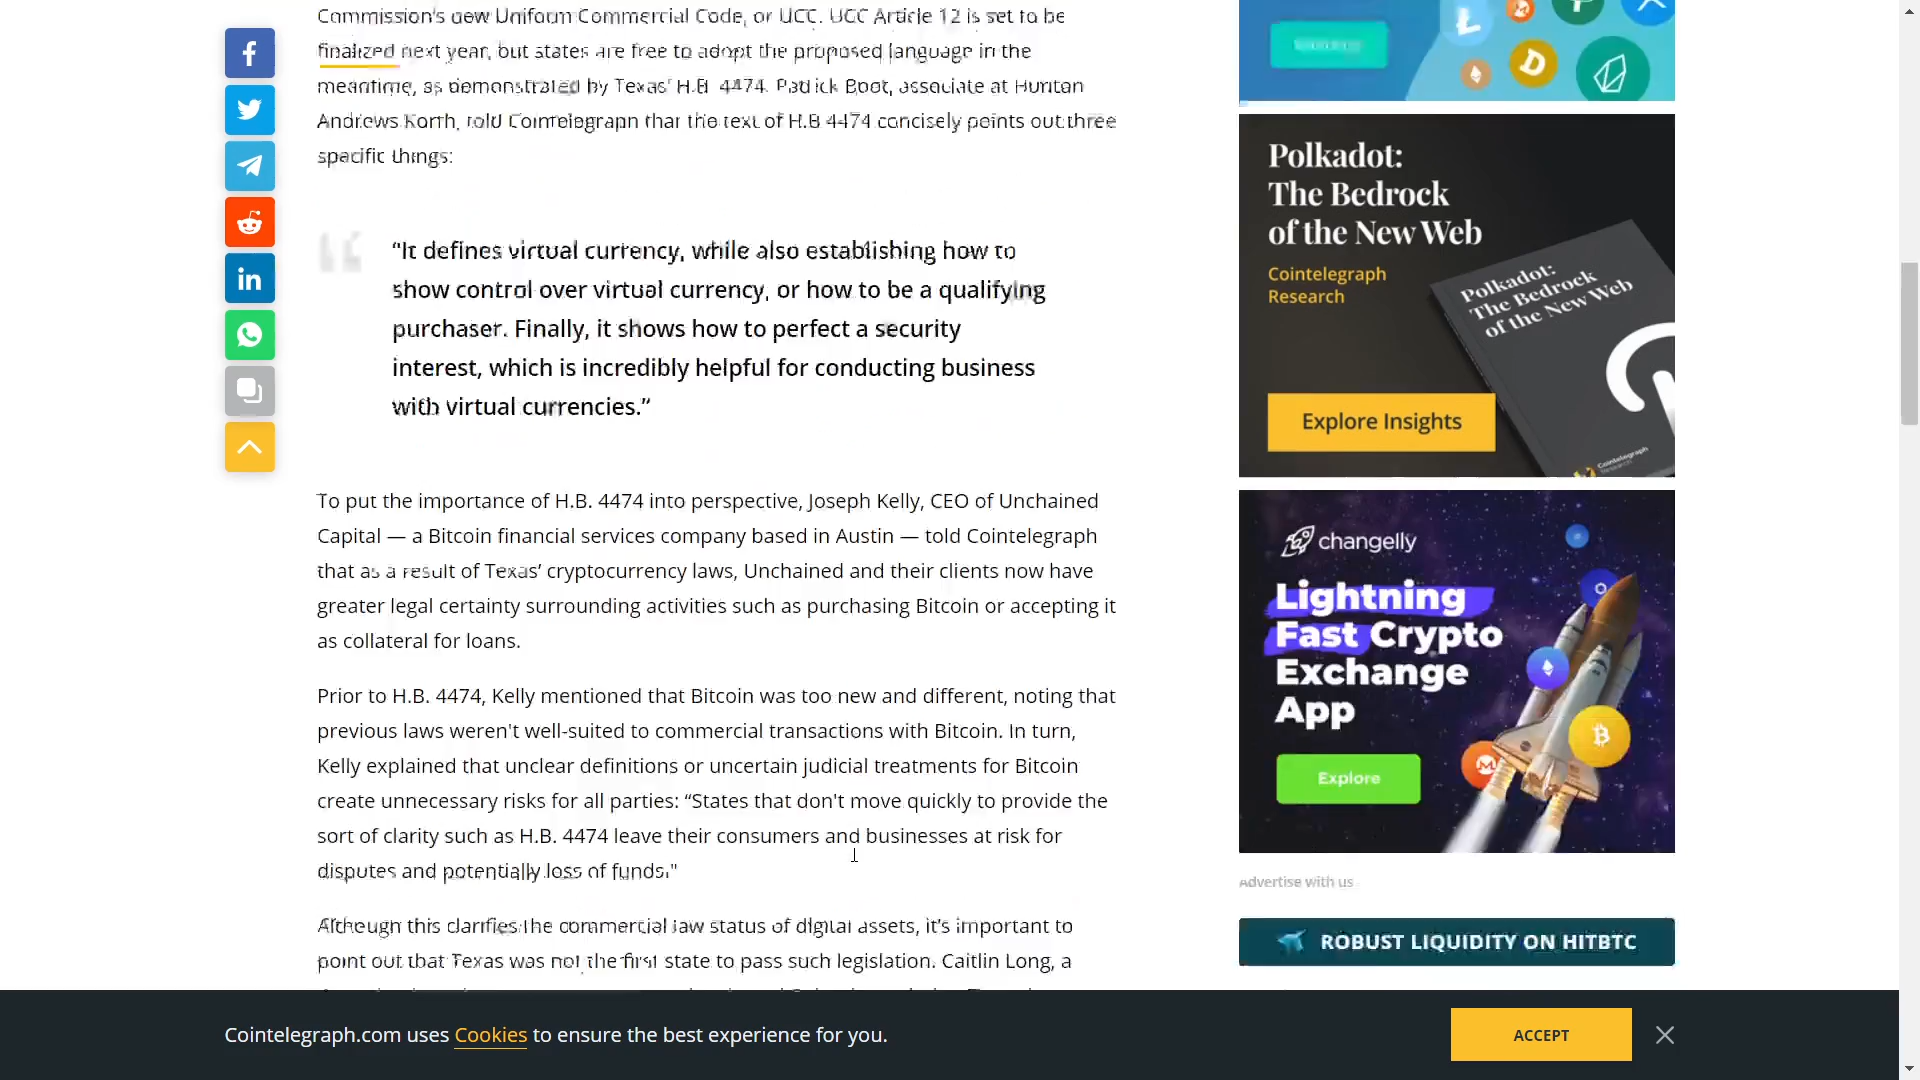 Commission's new Uniform Commercial Code, or UCC. UCC Article 12 is set to be
finalized next year, but states are free to adopt the proposed language in the
meantime, as demonstrated by Texas' H.B. 4474. Patrick Boot, associate at Huntan
Andrews Kurth, told Cointelegraph that the text of H.B 4474 concisely points out three
specific things:
“It defines virtual currency, while also establishing how to
show control over virtual currency, or how to be a qualifying
purchaser. Finally, it shows how to perfect a security
interest, which is incredibly helpful for conducting business
with virtual currencies.”
To put the importance of H.B. 4474 into perspective, Joseph Kelly, CEO of Unchained
Capital — a Bitcoin financial services company based in Austin — told Cointelegraph
that as a result of Texas’ cryptocurrency laws, Unchained and their clients now have
greater legal certainty surrounding activities such as purchasing Bitcoin or accepting it
as collateral for loans.
Prior to H.B. 4474, Kelly mentioned that Bitcoin was too new and different, noting that
previous laws weren't well-suited to commercial transactions with Bitcoin. In turn,
Kelly explained that unclear definitions or uncertain judicial treatments for Bitcoin
create unnecessary risks for all parties: “States that don't move quickly to provide the
sort of clarity such as H.B. 4474 leave their consumers and businesses at risk for
disputes and potentially loss of funds."
Although this clarifies the commercial law status of digital assets, it’s important to
point out that Texas was not the first state to pass such legislation. Caitlin Long, a
Polkadot:
The Bedrock
of the New Web
Cointelegraph
Research
Polkadot:
The Bedrock
of the New Web
Explore Insights
Cointelegraph
changelly
Lightning
Fast Crypto
Exchange
App
Explore
Advertise with us
ROBUST LIQUIDITY ON HITBTC
Cointelegraph.com uses Cookies to ensure the best experience for you.
ACCEPT